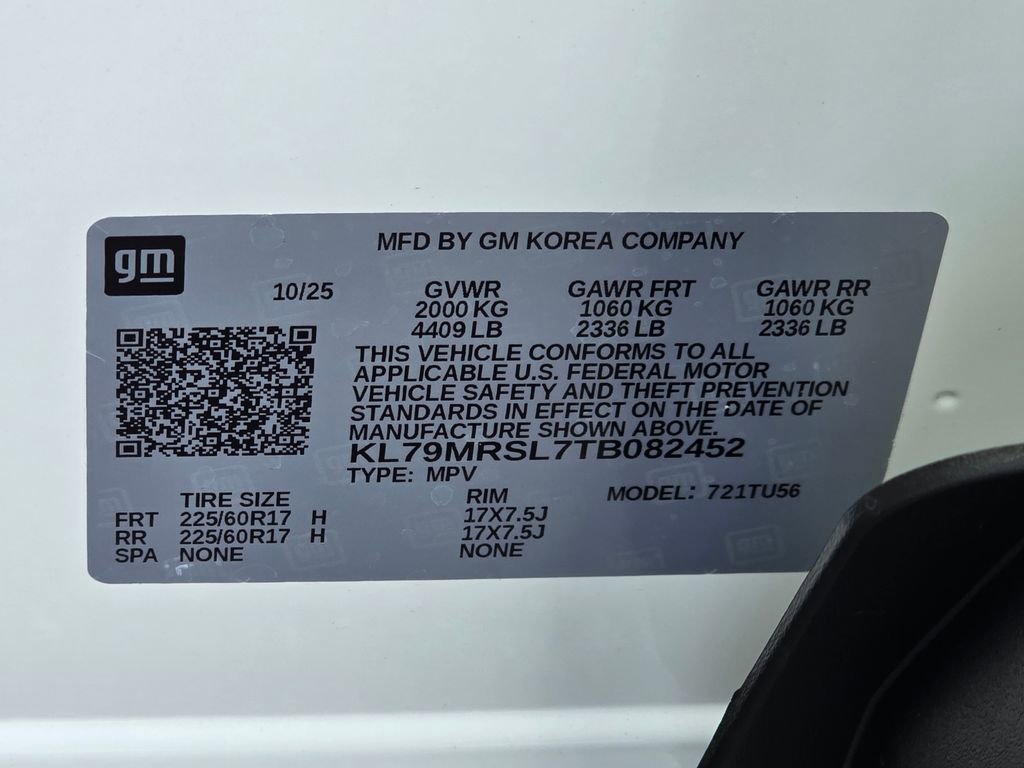 gm
MFD BY GM KOREA COMPANY
10/25 GVWR GAWR FRT GAWR RR
2000 KG 1060 KG 1060 KG
4409 LB 2336 LB 2336 LB
THIS VEHICLE CONFORMS TO ALL
APPLICABLE U.S. FEDERAL MOTOR
VEHICLE SAFETY AND THEFT PREVENTION
STANDARDS IN EFFECT ON THE DATE OF
MANUFACTURE SHOWN ABOVE.
KL79MRSL7TB082452
TYPE: MPV
TIRE SIZE RIM MODEL: 721TU56
FRT 225/60R17 H 17X7.5J
RR 225/60R17 H 17X7.5J
SPA NONE NONE